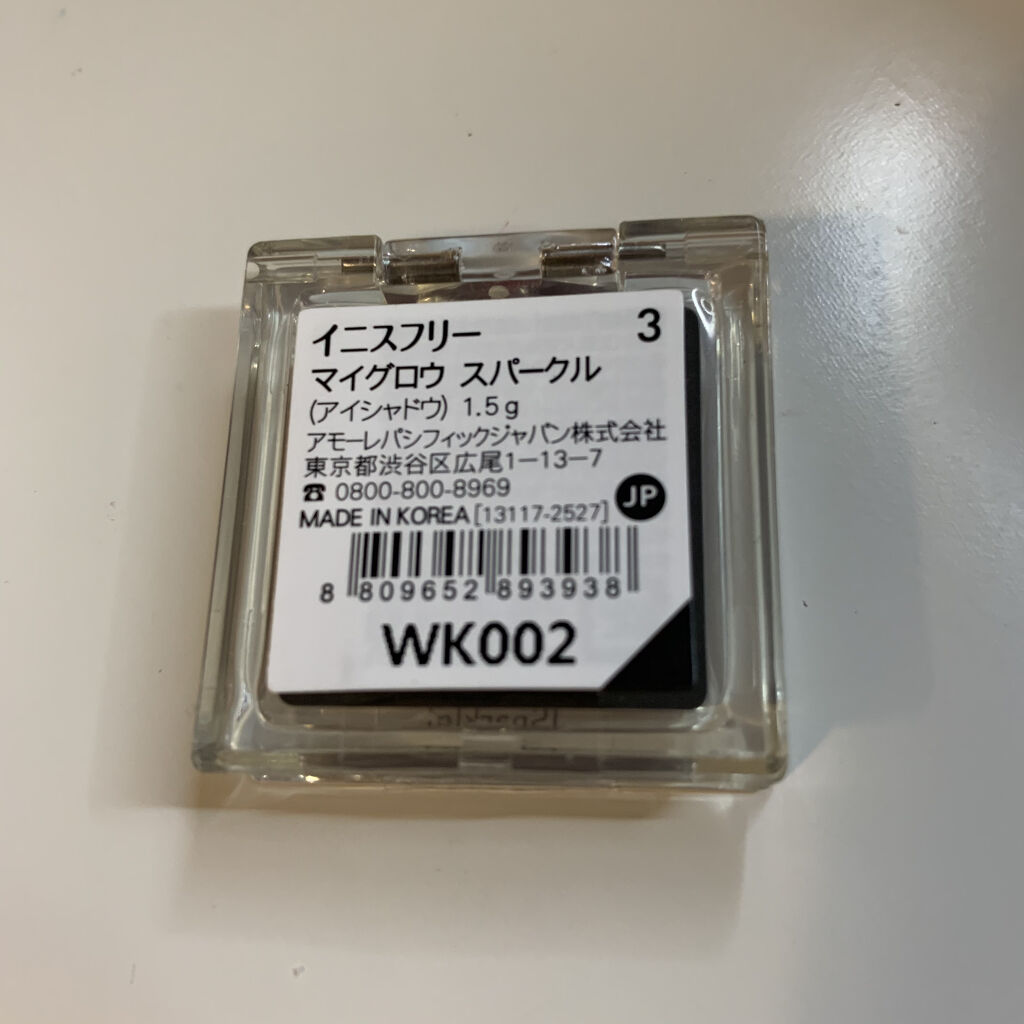 イニスフリー 3
マイグロウ スパークル
(アイシャドウ) 1.5g
アモーレパシフィックジャパン株式会社
東京都渋谷区広尾1-13-7
☎ 0800-800-8969
JP
MADE IN KOREA [13117-2527]
8 809652 893938
WK002